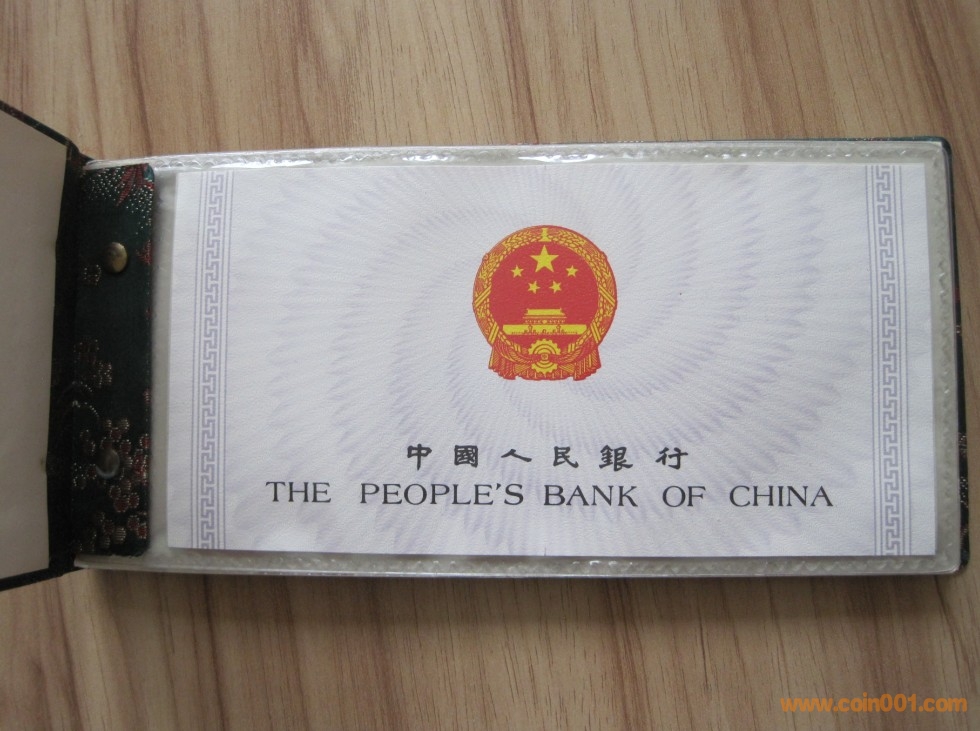 中國人民銀行
THE PEOPLE'S BANK OF CHINA
www.coin001.com